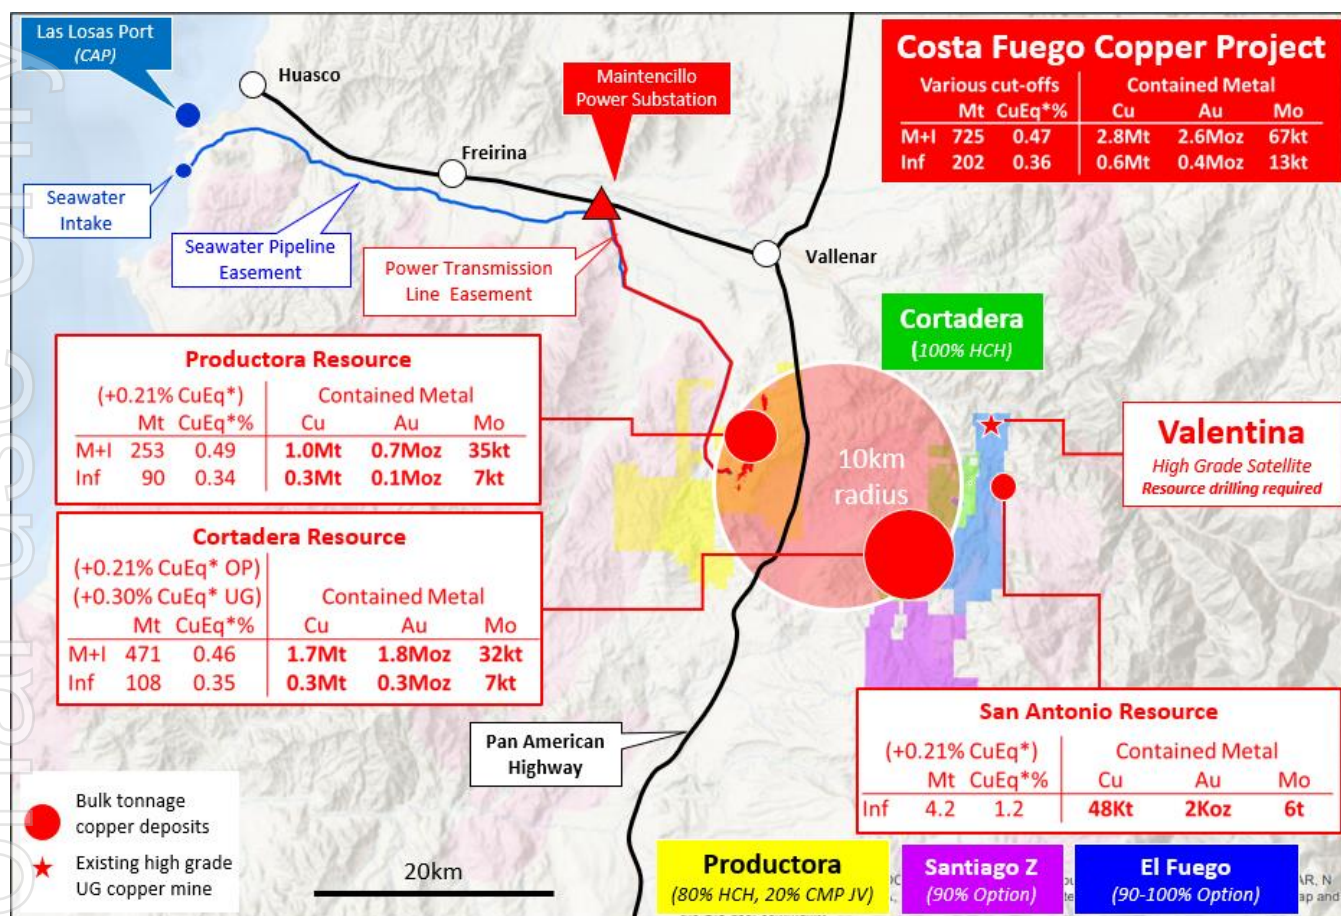 Las Losas Port
(CAP)
Huasco
Maintencillo
Power Substation
Costa Fuego Copper Project
Various cut-offs Contained Metal
Mt CuEq*% Cu Au Mo
M+I 725 0.47 2.8Mt 2.6Moz 67kt
Inf 202 0.36 0.6Mt 0.4Moz 13kt
Freirina
Seawater
Intake
Seawater Pipeline
Easement
Power Transmission
Line Easement
Vallenar
Cortadera
(100% HCH)
Productora Resource
(+0.21% CuEq*) Contained Metal
Mt CuEq*% Cu Au Mo
M+I 253 0.49 1.0Mt 0.7Moz 35kt
Inf 90 0.34 0.3Mt 0.1Moz 7kt
10km
radius
Valentina
High Grade Satellite
Resource drilling required
Cortadera Resource
(+0.21% CuEq* OP)
(+0.30% CuEq* UG) Contained Metal
Mt CuEq*% Cu Au Mo
M+I 471 0.46 1.7Mt 1.8Moz 32kt
Inf 108 0.35 0.3Mt 0.3Moz 7kt
San Antonio Resource
(+0.21% CuEq*) Contained Metal
Mt CuEq*% Cu Au Mo
Inf 4.2 1.2 48Kt 2Koz 6t
Pan American
Highway
Bulk tonnage
copper deposits
Existing high grade
UG copper mine
20km
Productora
(80% HCH, 20% CMP JV)
Santiago Z
(90% Option)
El Fuego
(90-100% Option)